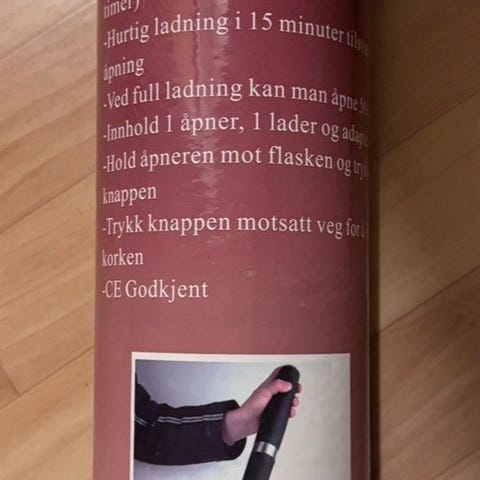 timer)
-Hurtig ladning i 15 minuter
åpning
-Ved full ladning kan man åpne
-Innhold 1 åpner, 1 lader og
-Hold åpneren mot flasken og
knappen
-Trykk knappen motsatt veg for å
korken
-CE Godkjent